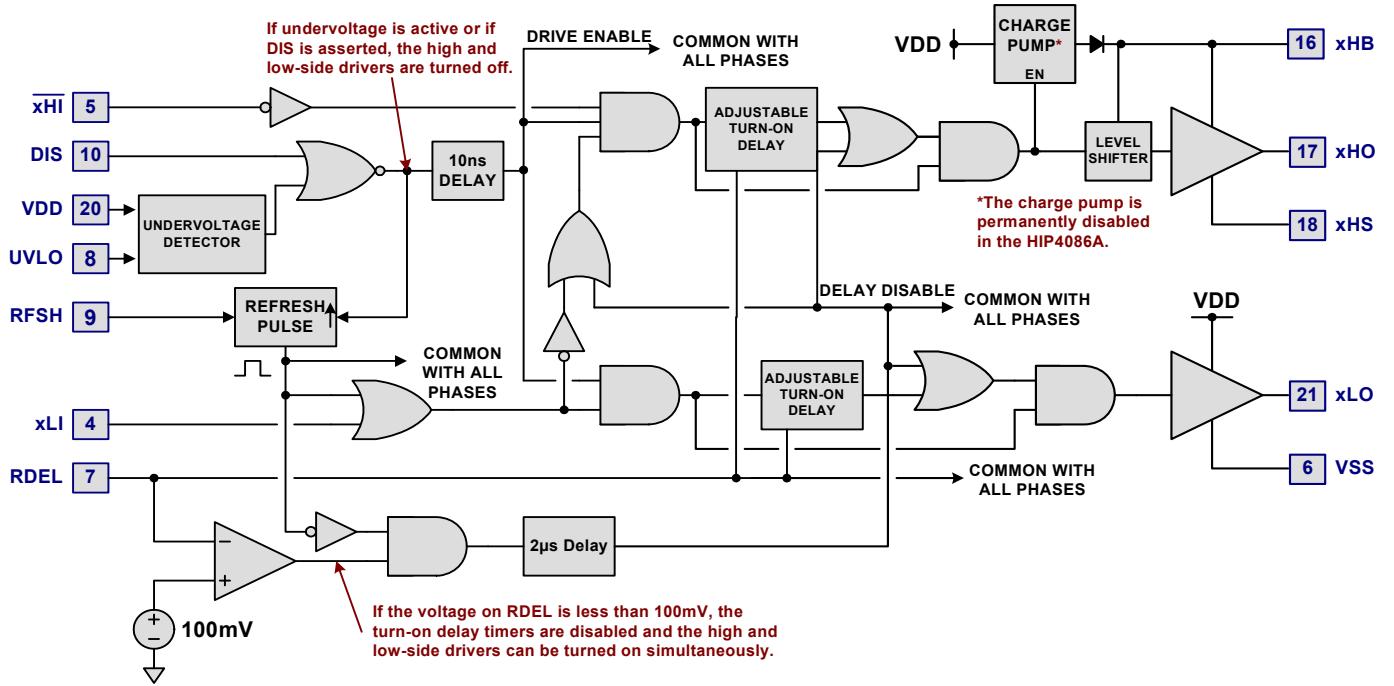 If undervoltage is active or if
DIS is asserted, the high and
low-side drivers are turned off.
DRIVE ENABLE
COMMON WITH
ALL PHASES
VDD
CHARGE
PUMP*
EN
16 xHB
xHI 5
ADJUSTABLE
TURN-ON
DELAY
DIS 10
10ns
DELAY
LEVEL
SHIFTER
17 xHO
VDD 20
UNDERVOLTAGE
DETECTOR
*The charge pump is
permanently disabled
in the HIP4086A.
18 xHS
UVLO 8
RFSH 9
REFRESH
PULSE
DELAY DISABLE
COMMON WITH
ALL PHASES
VDD
COMMON
WITH ALL
PHASES
ADJUSTABLE
TURN-ON
DELAY
21 xLO
xLI 4
RDEL 7
COMMON WITH
ALL PHASES
6 VSS
−
+
2µs Delay
+
−
100mV
If the voltage on RDEL is less than 100mV, the
turn-on delay timers are disabled and the high and
low-side drivers can be turned on simultaneously.